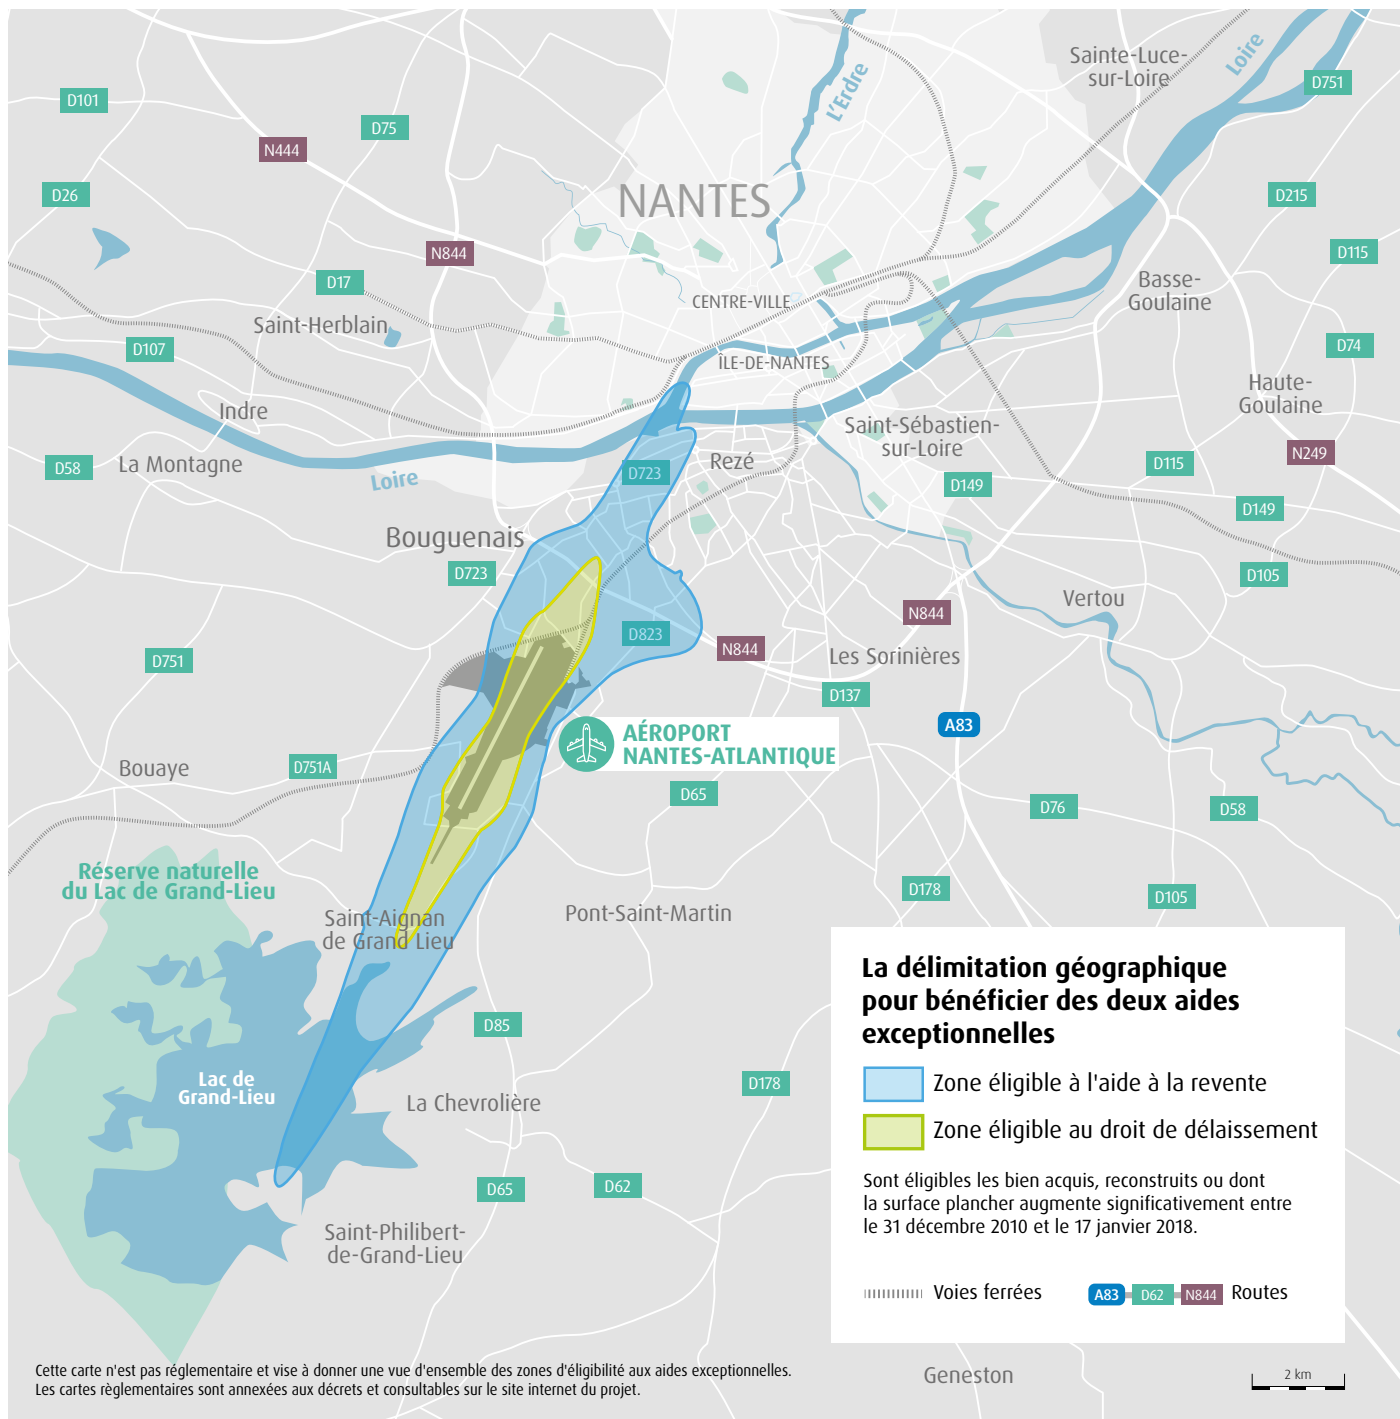 Sainte-Luce-
sur-Loire
Loire
D751
L'Erdre
D101
D75
N444
D26
NANTES
D215
N844
D115
D17
Basse-
Goulaine
CENTRE-VILLE
Saint-Herblain
D107
D74
ÎLE-DE-NANTES
Haute-
Goulaine
Indre
Saint-Sébastien-
sur-Loire
N249
La Montagne
D58
Rezé
D115
D723
Loire
D149
D149
Bouguenais
D723
D105
Vertou
N844
D823
N844
D751
Les Sorinières
D137
A83
AÉROPORT
NANTES-ATLANTIQUE
Bouaye
D751A
D65
D76
D58
Réserve naturelle
du Lac de Grand-Lieu
D178
D105
Saint-Aignan
de Grand Lieu
Pont-Saint-Martin
D85
Lac de
Grand-Lieu
D178
La Chevrolière
D65
D62
Saint-Philibert-
de-Grand-Lieu
Geneston
La délimitation géographique
pour bénéficier des deux aides
exceptionnelles
Zone éligible à l'aide à la revente
Zone éligible au droit de délaissement
Sont éligibles les bien acquis, reconstruits ou dont
la surface plancher augmente significativement entre
le 31 décembre 2010 et le 17 janvier 2018.
Voies ferrées
A83 D62 N844 Routes
2 km
Cette carte n'est pas réglementaire et vise à donner une vue d'ensemble des zones d'éligibilité aux aides exceptionnelles.
Les cartes règlementaires sont annexées aux décrets et consultables sur le site internet du projet.